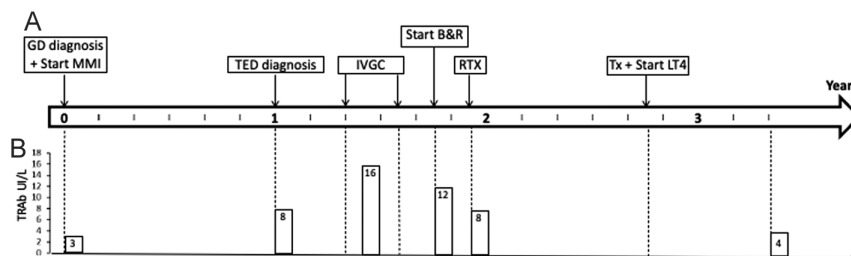 A
GD diagnosis
+ Start MMI
TED diagnosis
IVGC
Start B&R
RTX
Tx + Start LT4
Year
0 1 2 3
B
TRAb UI/L
18
16
14
12
10
8
6
4
2
0
3 8 16 12 8 4